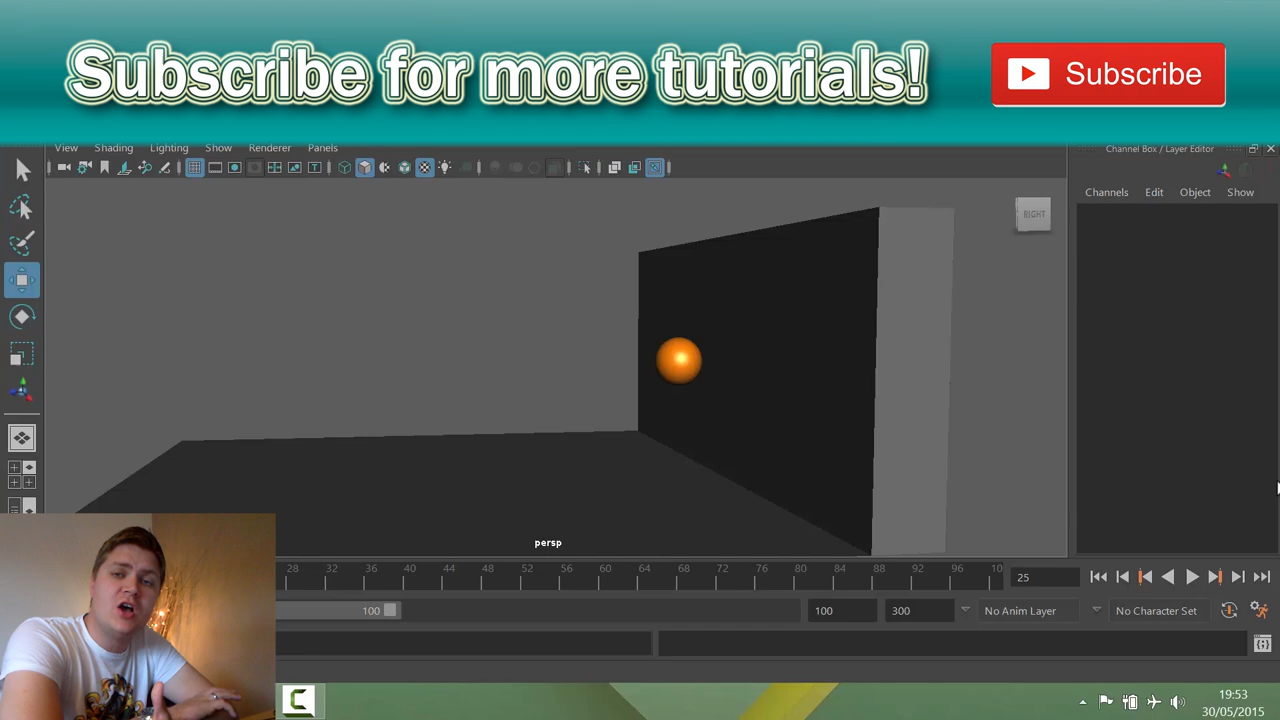 Subscribe for more tutorials!
Subscribe
View Shading Lighting Show Renderer Panels
Channel Box / Layer Editor
Channels Edit Object Show
RIGHT
persp
28 32 36 40 44 48 52 56 60 64 68 72 76 80 84 88 92 96 10
25
100
100
300
No Anim Layer
No Character Set
19:53
30/05/2015